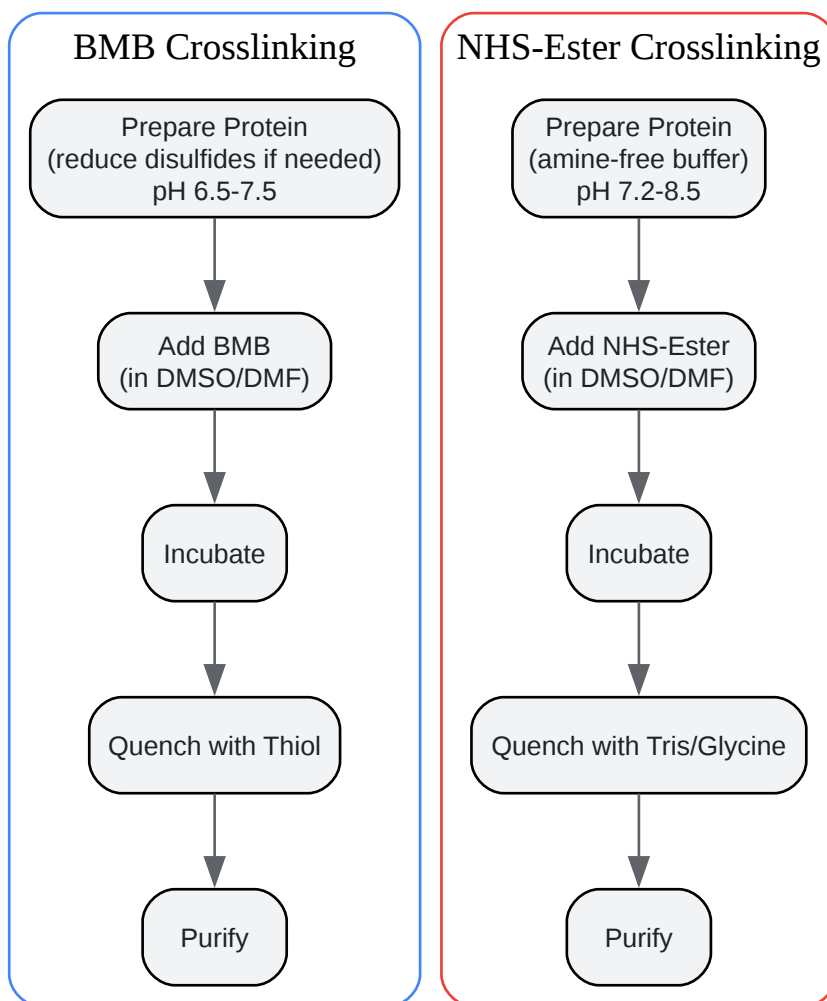 BMB Crosslinking
Prepare Protein
(reduce disulfides if needed)
pH 6.5-7.5
Add BMB
(in DMSO/DMF)
Incubate
Quench with Thiol
Purify
NHS-Ester Crosslinking
Prepare Protein
(amine-free buffer)
pH 7.2-8.5
Add NHS-Ester
(in DMSO/DMF)
Incubate
Quench with Tris/Glycine
Purify